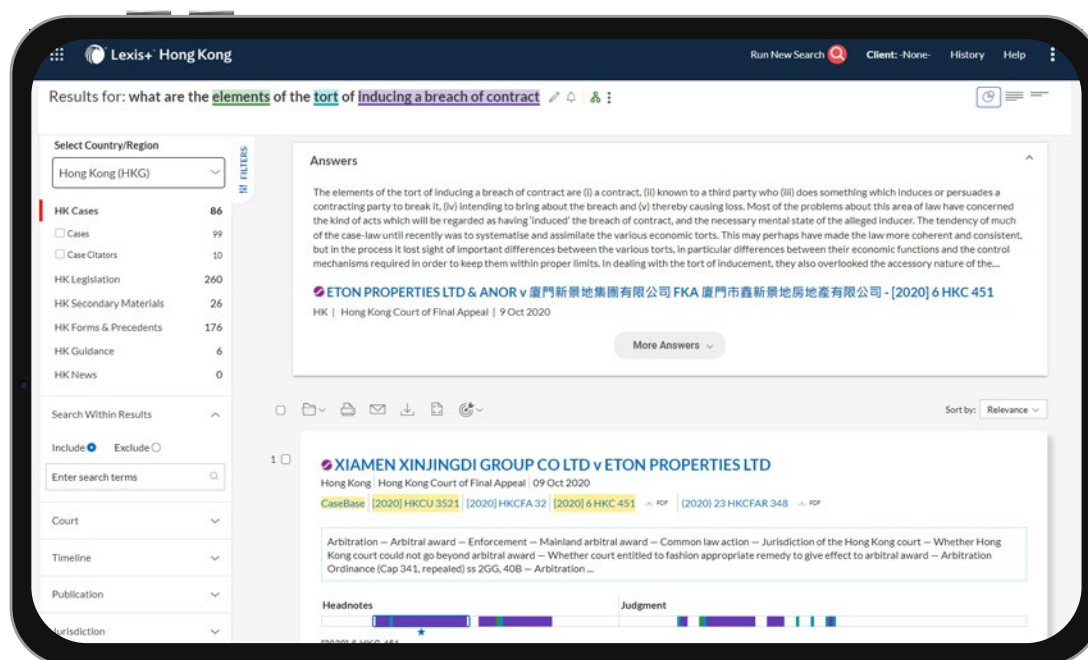 Lexis+ Hong Kong
Run New Search
Client: -None-
History
Help
Results for: what are the elements of the tort of inducing a breach of contract
Select Country/Region
Hong Kong (HKG)
HK Cases 86
Cases 99
Case Citators 10
HK Legislation 260
HK Secondary Materials 26
HK Forms & Precedents 176
HK Guidance 6
HK News 0
Search Within Results
Include Exclude
Enter search terms
Court
Timeline
Publication
Jurisdiction
FILTERS
Answers
The elements of the tort of inducing a breach of contract are (i) a contract, (ii) known to a third party who (iii) does something which induces or persuades a
contracting party to break it, (iv) intending to bring about the breach and (v) thereby causing loss. Most of the problems about this area of law have concerned
the kind of acts which will be regarded as having 'induced' the breach of contract, and the necessary mental state of the alleged inducer. The tendency of much
of the case-law until recently was to systematise and assimilate the various economic torts. This may perhaps have made the law more coherent and consistent,
but in the process it lost sight of important differences between the various torts, in particular differences between their economic functions and the control
mechanisms required in order to keep them within proper limits. In dealing with the tort of inducement, they also overlooked the accessory nature of the...
ETON PROPERTIES LTD & ANOR v 廈門新景地集團有限公司 FKA 廈門市鑫新景地房地產有限公司 - [2020] 6 HKC 451
HK | Hong Kong Court of Final Appeal | 9 Oct 2020
More Answers
Sort by: Relevance
1
XIAMEN XINJINGDI GROUP CO LTD v ETON PROPERTIES LTD
Hong Kong | Hong Kong Court of Final Appeal | 09 Oct 2020
CaseBase | [2020] HKCU 3521 | [2020] HKCFA 32 | [2020] 6 HKC 451 PDF | (2020) 23 HKCFAR 348 PDF
Arbitration — Arbitral award — Enforcement — Mainland arbitral award — Common law action — Jurisdiction of the Hong Kong court — Whether Hong
Kong court could not go beyond arbitral award — Whether court entitled to fashion appropriate remedy to give effect to arbitral award — Arbitration
Ordinance (Cap 341, repealed) ss 2GG, 40B — Arbitration ...
Headnotes
Judgment
[2020] 6 HKC 451